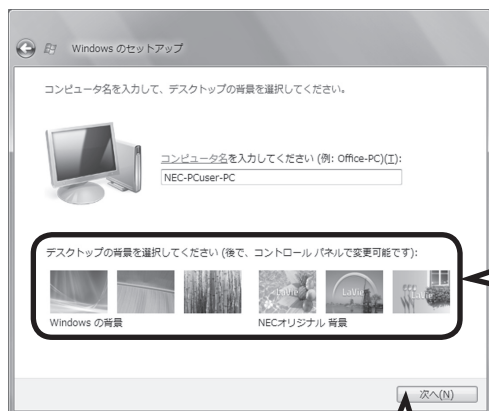 Windows のセットアップ
コンピュータ名を入力して、デスクトップの背景を選択してください。
コンピュータ名を入力してください (例: Office-PC)(T):
NEC-PCuser-PC
デスクトップの背景を選択してください (後で、コントロール パネルで変更可能です):
LaVie LaVie
Windows の背景 NECオリジナル 背景
次へ(N)